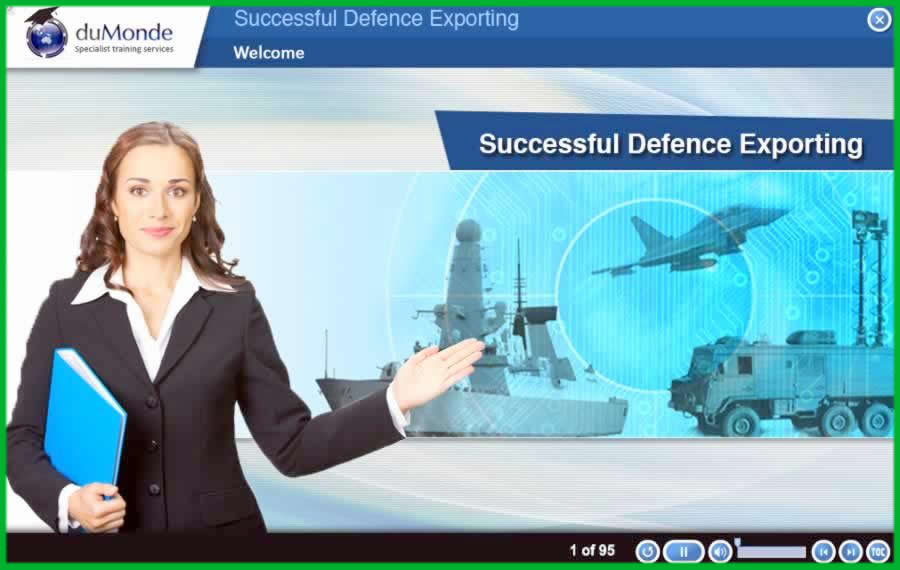 duMonde
Specialist training services
Successful Defence Exporting
Welcome
Successful Defence Exporting
1 of 95
TOC